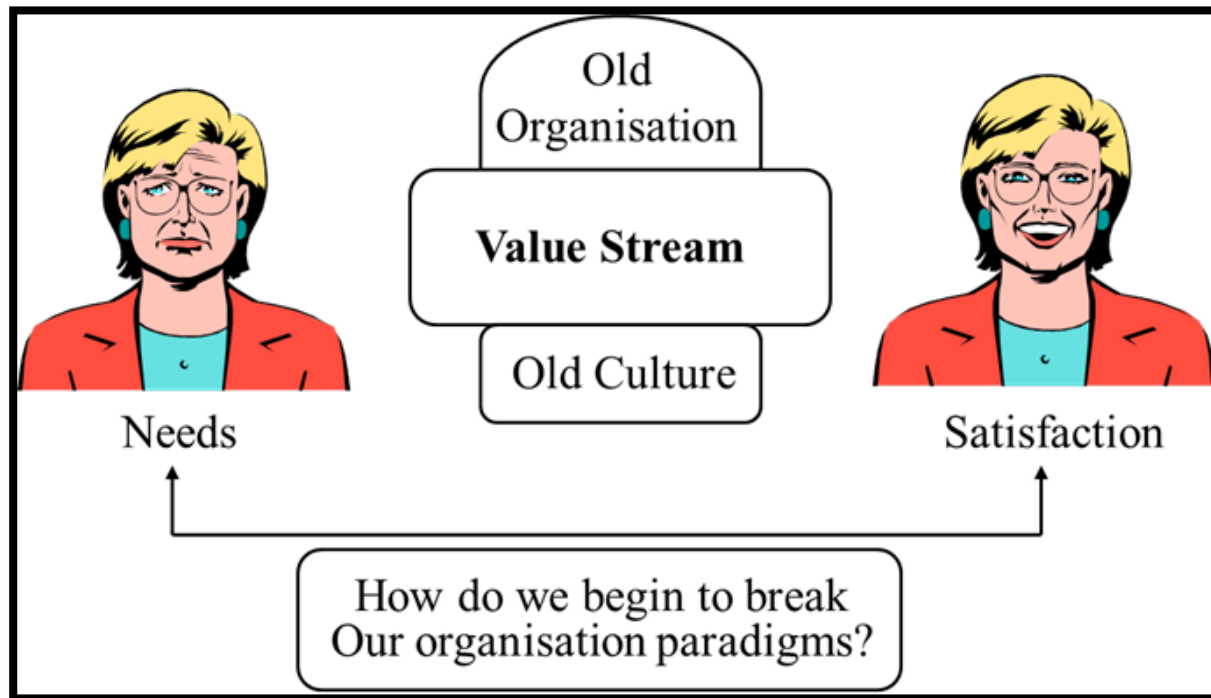 Old
Organisation
Value Stream
Old Culture
Needs
Satisfaction
How do we begin to break
Our organisation paradigms?